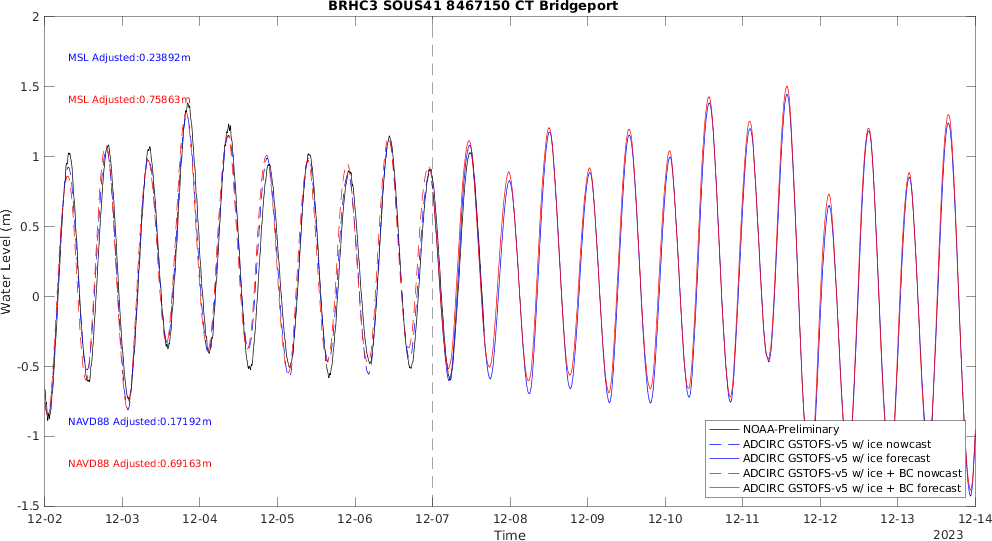 BRHC3 SOUS41 8467150 CT Bridgeport
2
MSL Adjusted:0.23892m
1.5
MSL Adjusted:0.75863m
1
0.5
Water Level (m)
0
-0.5
NAVD88 Adjusted:0.17192m
-1
NAVD88 Adjusted:0.69163m
-1.5
NOAA-Preliminary
ADCIRC GSTOFS-v5 w/ ice nowcast
ADCIRC GSTOFS-v5 w/ ice forecast
ADCIRC GSTOFS-v5 w/ ice + BC nowcast
ADCIRC GSTOFS-v5 w/ ice + BC forecast
12-02 12-03 12-04 12-05 12-06 12-07 12-08 12-09 12-10 12-11 12-12 12-13 12-14
Time
2023